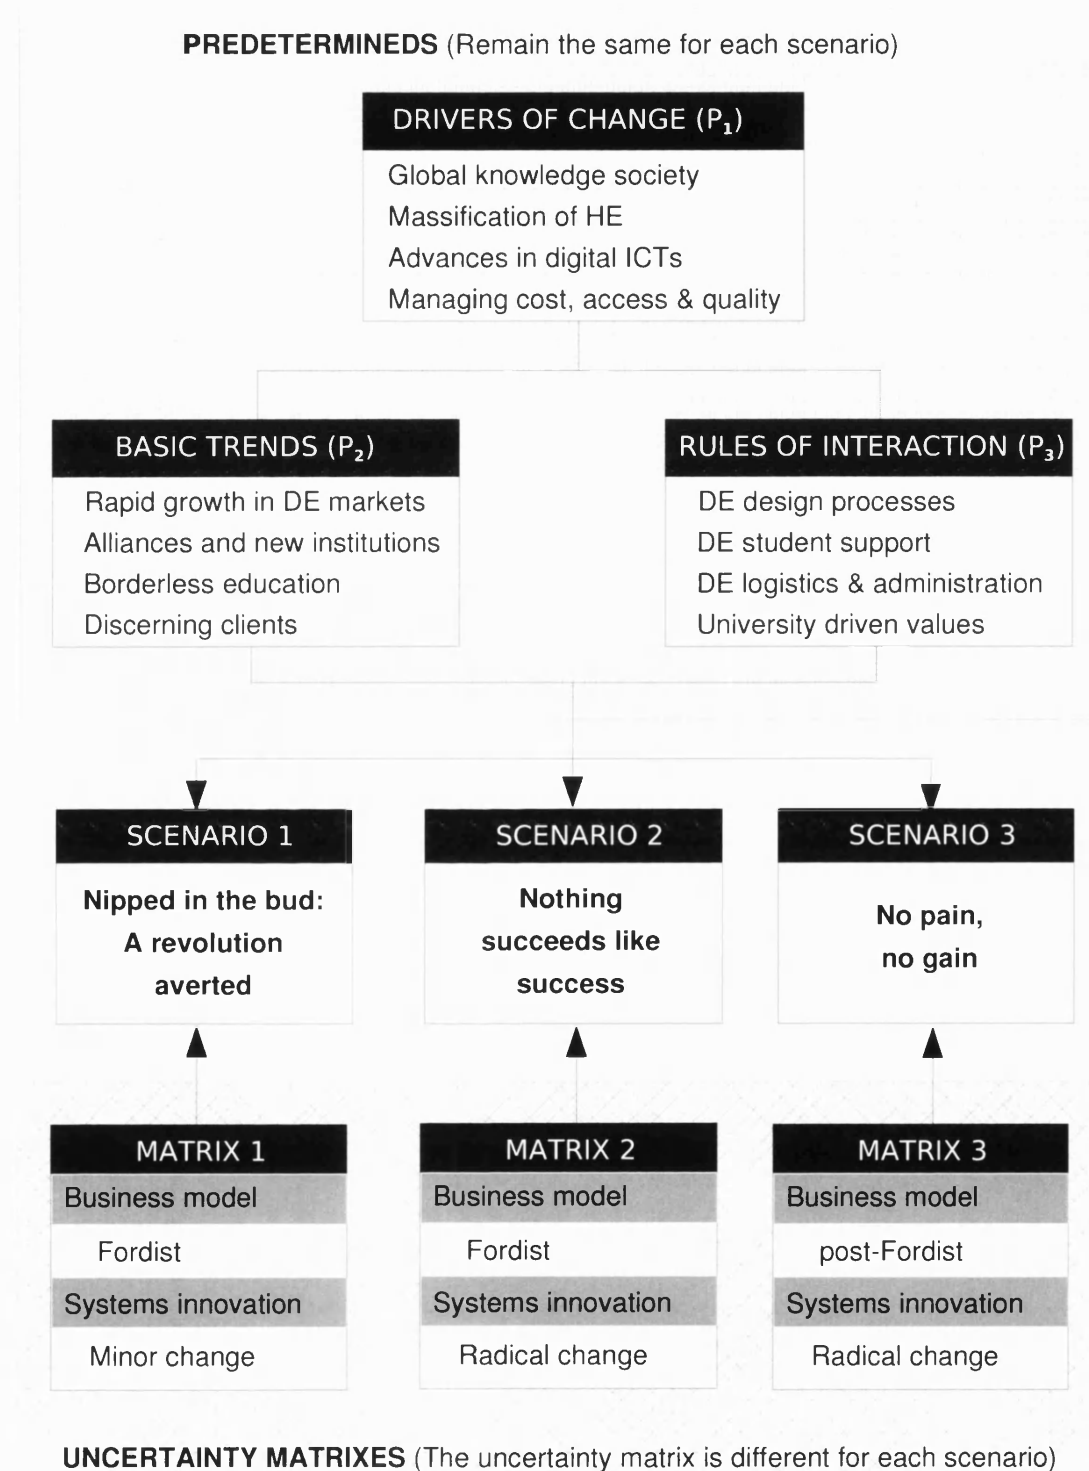 PREDETERMINEDS (Remain the same for each scenario)
DRIVERS OF CHANGE (P₁)
Global knowledge society
Massification of HE
Advances in digital ICTs
Managing cost, access & quality
BASIC TRENDS (P₂)
Rapid growth in DE markets
Alliances and new institutions
Borderless education
Discerning clients
RULES OF INTERACTION (P₃)
DE design processes
DE student support
DE logistics & administration
University driven values
SCENARIO 1
Nipped in the bud:
A revolution
averted
SCENARIO 2
Nothing
succeeds like
success
SCENARIO 3
No pain,
no gain
MATRIX 1
Business model
Fordist
Systems innovation
Minor change
MATRIX 2
Business model
Fordist
Systems innovation
Radical change
MATRIX 3
Business model
post-Fordist
Systems innovation
Radical change
UNCERTAINTY MATRIXES (The uncertainty matrix is different for each scenario)